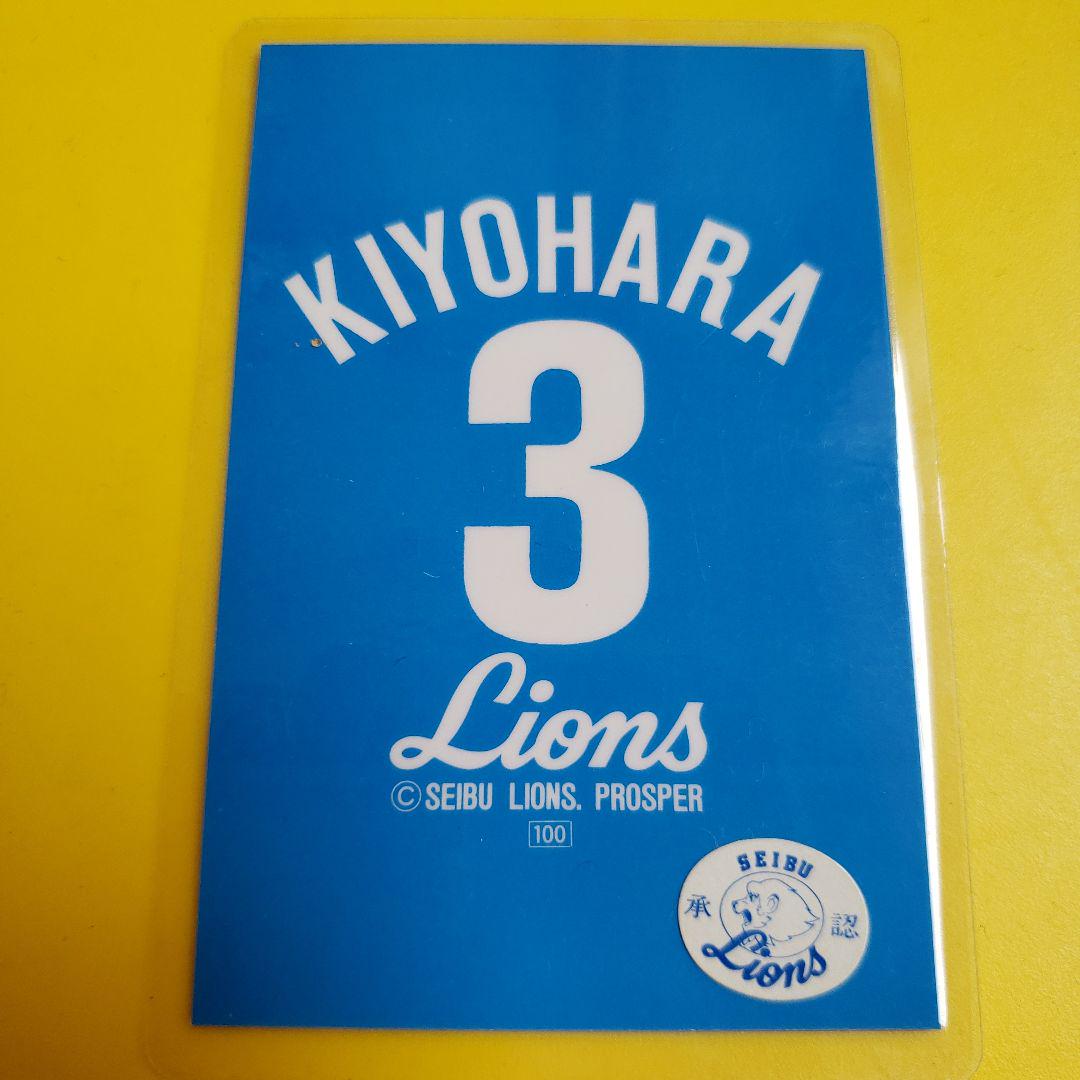 KIYOHARA
3
Lions
©SEIBU LIONS. PROSPER
100
SEIBU
承認
Lions